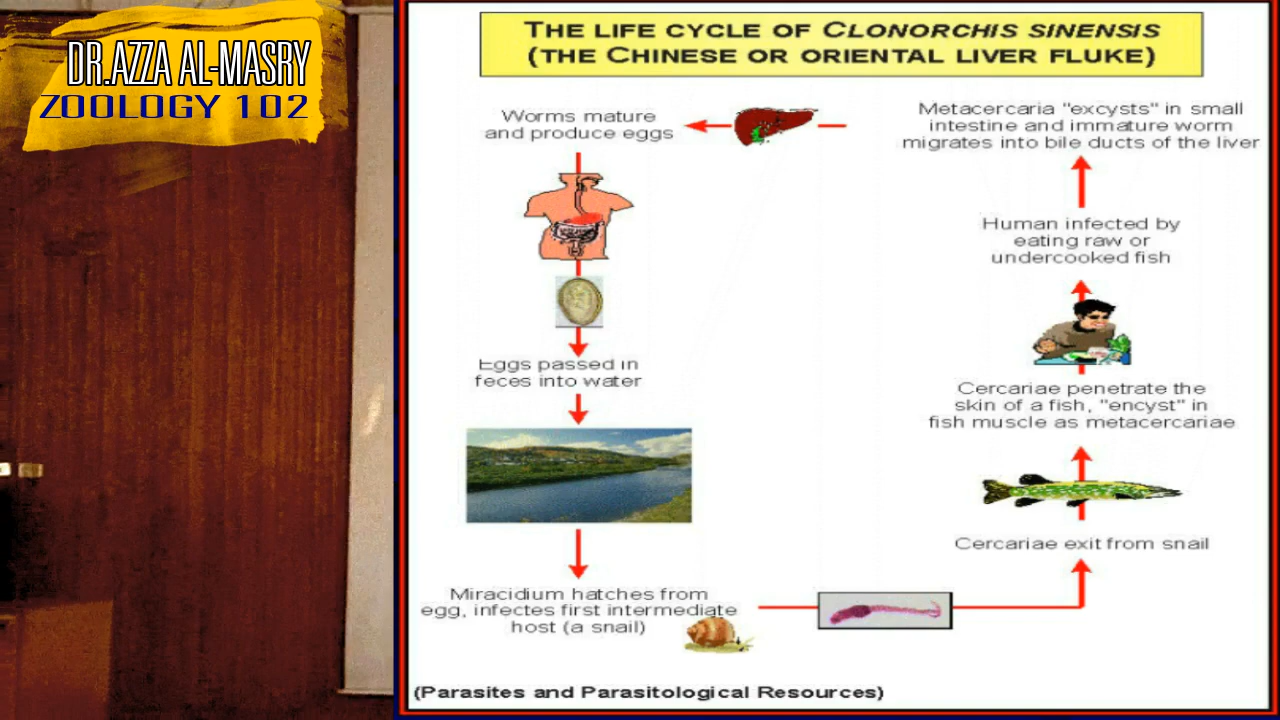 DR.AZZA AL-MASRY
ZOOLOGY 102
THE LIFE CYCLE OF CLONORCHIS SINENSIS
(THE CHINESE OR ORIENTAL LIVER FLUKE)
Worms mature
and produce eggs
Eggs passed in
feces into water
Miracidium hatches from
egg, infectes first intermediate
host (a snail)
Cercariae exit from snail
Cercariae penetrate the
skin of a fish, "encyst" in
fish muscle as metacercariae
Human infected by
eating raw or
undercooked fish
Metacercaria "excysts" in small
intestine and immature worm
migrates into bile ducts of the liver
(Parasites and Parasitological Resources)